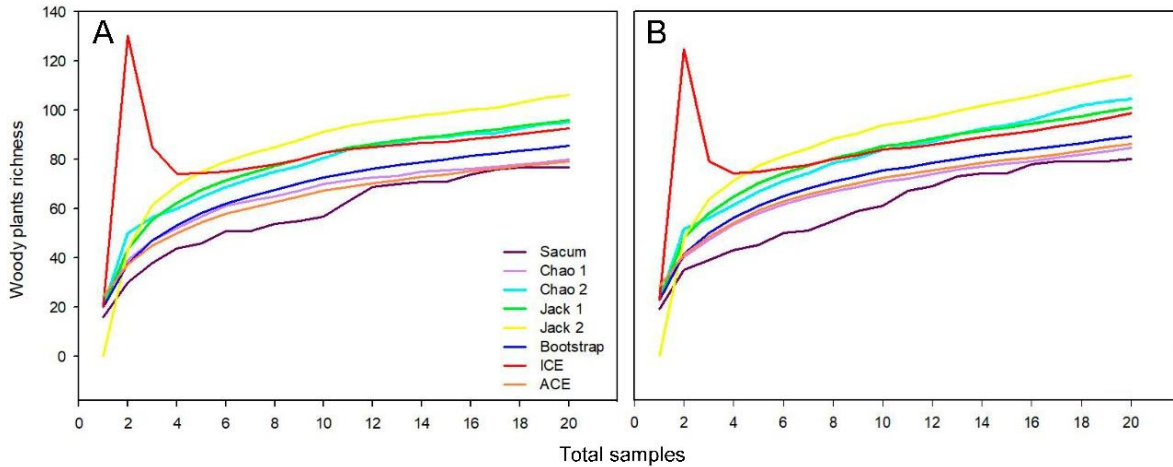 A
B
Woody plants richness
140
120
100
80
60
40
20
0
Sacum
Chao 1
Chao 2
Jack 1
Jack 2
Bootstrap
ICE
ACE
0 2 4 6 8 10 12 14 16 18 20
0 2 4 6 8 10 12 14 16 18 20
Total samples